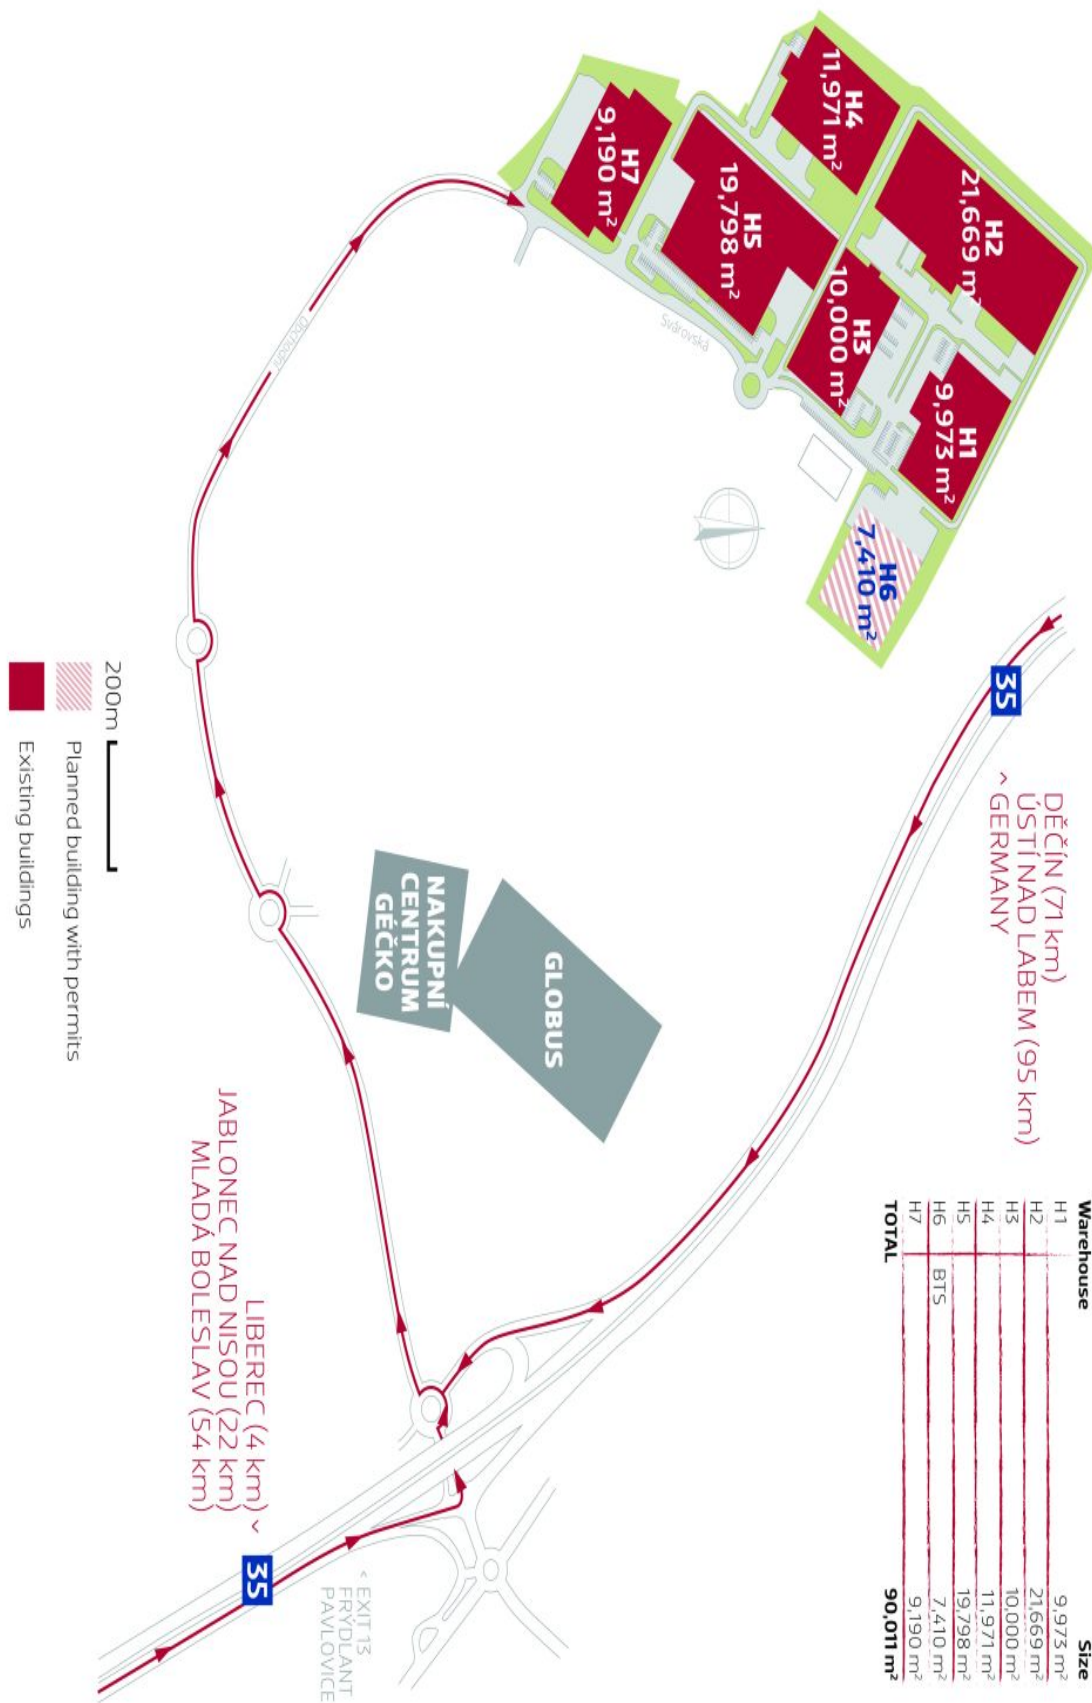 H4
11,971 m²
H2
21,669 m²
H7
9,190 m²
H5
19,798 m²
H3
10,000 m²
H1
9,973 m²
H6
7,410 m²
Svárovská
Obchodní
35
DĚČÍN (71 km)
ÚSTÍ NAD LABEM (95 km)
^ GERMANY
GLOBUS
NAKUPNÍ
CENTRUM
GÉČKO
200m
Planned building with permits
Existing buildings
LIBEREC (4 km) ⌄
JABLONEC NAD NISOU (22 km)
MLADÁ BOLESLAV (54 km)
35
‹ EXIT 13
FRÝDLANT
PAVLOVICE
Warehouse Size
H1 9,973 m²
H2 21,669 m²
H3 10,000 m²
H4 11,971 m²
H5 19,798 m²
H6 BTS 7,410 m²
H7 9,190 m²
TOTAL 90,011 m²